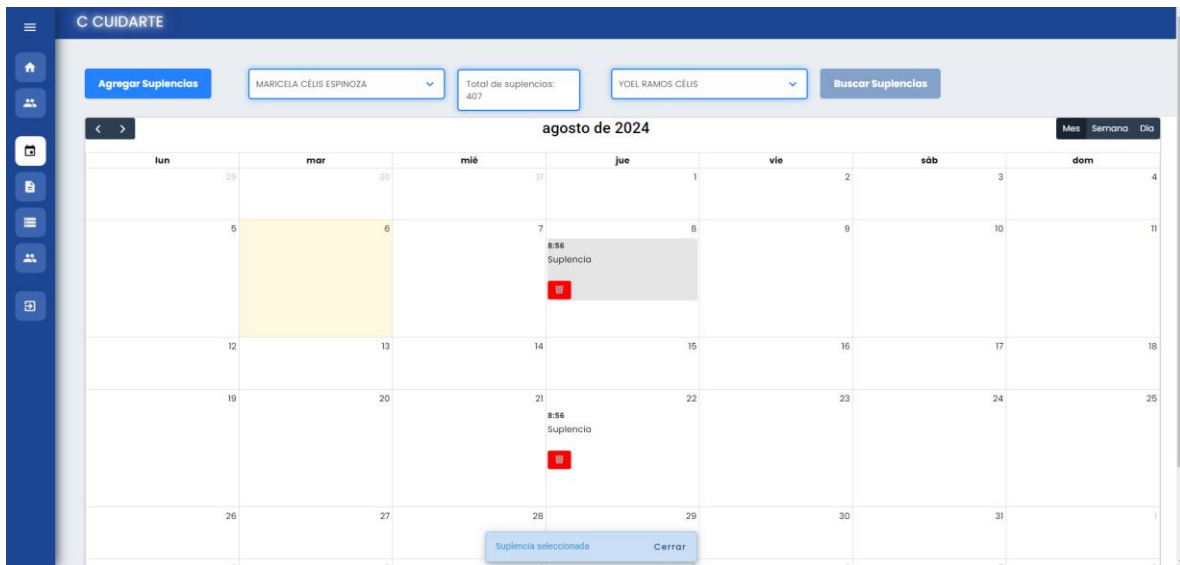 C CUIDARTE
Agregar Suplencias
MARICELA CÉLIS ESPINOZA
Total de suplencias:
407
YOEL RAMOS CÉLIS
Buscar Suplencias
agosto de 2024
Mes Semana Día
lun mar mié jue vie sáb dom
29 30 31 1 2 3 4
5 6 7 8 9 10 11
8:56
Suplencia
12 13 14 15 16 17 18
19 20 21 22 23 24 25
8:56
Suplencia
26 27 28 29 30 31 1
Suplencia seleccionada Cerrar